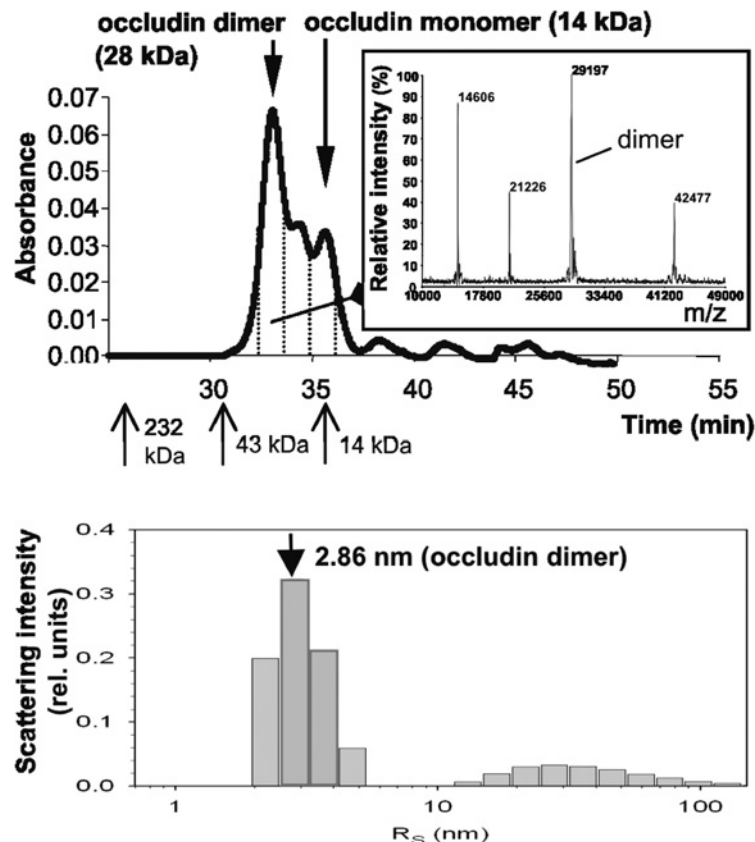 occludin dimer
(28 kDa)
occludin monomer (14 kDa)
0.07
0.06
0.05
0.04
0.03
0.02
0.01
0.00
Absorbance
30
35
40
45
50
55
Time (min)
232
kDa
43 kDa
14 kDa
Relative intensity (%)
100
90
80
70
60
50
40
30
20
10
0
14606
21226
29197
42477
dimer
10000
17800
25600
33400
41200
49000
m/z
Scattering intensity
(rel. units)
0.4
0.3
0.2
0.1
0.0
2.86 nm (occludin dimer)
1
10
100
R_S (nm)